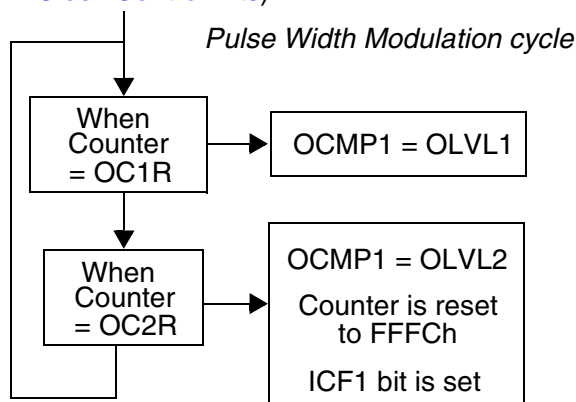 Pulse Width Modulation cycle
When
Counter
= OC1R
OCMP1 = OLVL1
When
Counter
= OC2R
OCMP1 = OLVL2
Counter is reset
to FFFCh
ICF1 bit is set